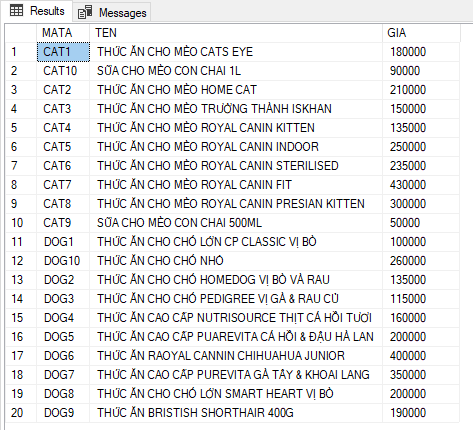 Results Messages
MATA TEN GIA
1 CAT1 THỨC ĂN CHO MÈO CATS EYE 180000
2 CAT10 SỮA CHO MÈO CON CHAI 1L 90000
3 CAT2 THỨC ĂN CHO MÈO HOME CAT 210000
4 CAT3 THỨC ĂN CHO MÈO TRƯỞNG THÀNH ISKHAN 150000
5 CAT4 THỨC ĂN CHO MÈO ROYAL CANIN KITTEN 135000
6 CAT5 THỨC ĂN CHO MÈO ROYAL CANIN INDOOR 250000
7 CAT6 THỨC ĂN CHO MÈO ROYAL CANIN STERILISED 235000
8 CAT7 THỨC ĂN CHO MÈO ROYAL CANIN FIT 430000
9 CAT8 THỨC ĂN CHO MÈO ROYAL CANIN PRESIAN KITTEN 300000
10 CAT9 SỮA CHO MÈO CON CHAI 500ML 50000
11 DOG1 THỨC ĂN CHO CHÓ LỚN CP CLASSIC VỊ BÒ 100000
12 DOG10 THỨC ĂN CHO CHÓ NHỎ 260000
13 DOG2 THỨC ĂN CHO CHÓ HOMEDOG VỊ BÒ VÀ RAU 135000
14 DOG3 THỨC ĂN CHO CHÓ PEDIGREE VỊ GÀ & RAU CỦ 115000
15 DOG4 THỨC ĂN CAO CẤP NUTRISOURCE THỊT CÁ HỒI TƯƠI 160000
16 DOG5 THỨC ĂN CAO CẤP PUAREVITA CÁ HỒI & ĐẬU HÀ LAN 200000
17 DOG6 THỨC ĂN RAOYAL CANNIN CHIHUAHUA JUNIOR 400000
18 DOG7 THỨC ĂN CAO CẤP PUREVITA GÀ TÂY & KHOAI LANG 350000
19 DOG8 THỨC ĂN CHO CHÓ LỚN SMART HEART VỊ BÒ 200000
20 DOG9 THỨC ĂN BRISTISH SHORTHAIR 400G 190000